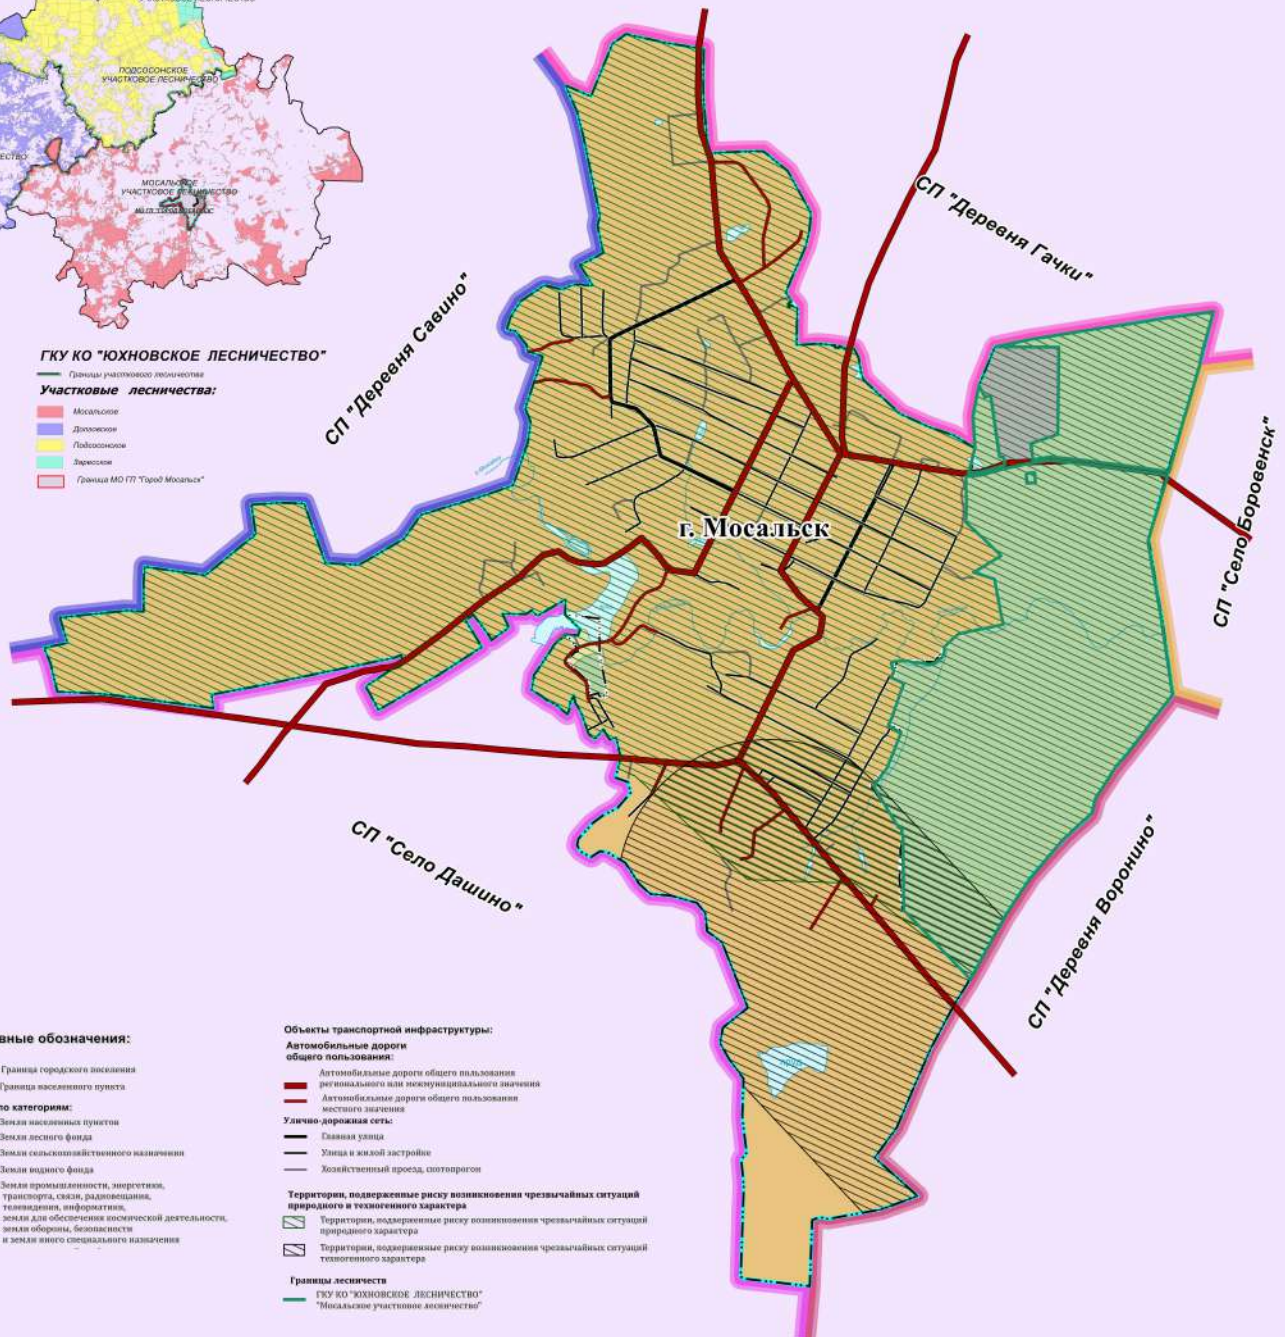 УЧАСТКОВОЕ ЛЕСНИЧЕСТВО
ПОДСОСОНСКОЕ
УЧАСТКОВОЕ ЛЕСНИЧЕСТВО
ЕСТВО
МОСАЛЬСКОЕ
УЧАСТКОВОЕ ЛЕСНИЧЕСТВО
ГКУ КО "ЮХНОВСКОЕ ЛЕСНИЧЕСТВО"
Границы участкового лесничества
Участковые лесничества:
Мосальское
Долговское
Подсосонское
Зарецкое
Граница МО ГП "Город Мосальск"
СП "Деревня Савино"
СП "Деревня Гачки"
СП "Село Боровенск"
г. Мосальск
СП "Село Дашино"
СП "Деревня Воронино"
вные обозначения:
Граница городского поселения
Граница населенного пункта
по категориям:
Земли населенных пунктов
Земли лесного фонда
Земли сельскохозяйственного назначения
Земли водного фонда
Земли промышленности, энергетики,
транспорта, связи, радиовещания,
телевидения, информатики,
земли для обеспечения космической деятельности,
земли обороны, безопасности
и земли иного специального назначения
Объекты транспортной инфраструктуры:
Автомобильные дороги
общего пользования:
Автомобильные дороги общего пользования
регионального или межмуниципального значения
Автомобильные дороги общего пользования
местного значения
Улично-дорожная сеть:
Главная улица
Улица в жилой застройке
Хозяйственный проезд, скотопрогон
Территории, подверженные риску возникновения чрезвычайных ситуаций
природного и техногенного характера
Территории, подверженные риску возникновения чрезвычайных ситуаций
природного характера
Территории, подверженные риску возникновения чрезвычайных ситуаций
техногенного характера
Границы лесничеств
ГКУ КО "ЮХНОВСКОЕ ЛЕСНИЧЕСТВО"
"Мосальское участковое лесничество"